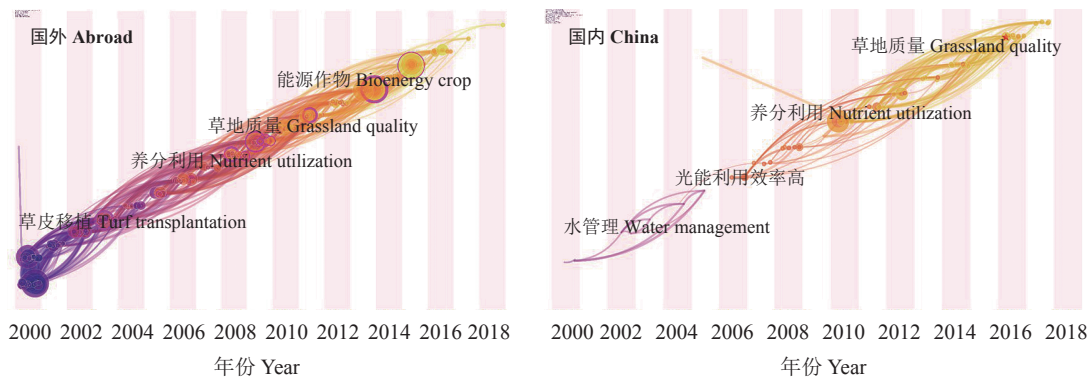 国外 Abroad
能源作物 Bioenergy crop
草地质量 Grassland quality
养分利用 Nutrient utilization
草皮移植 Turf transplantation
2000 2002 2004 2006 2008 2010 2012 2014 2016 2018
年份 Year
国内 China
草地质量 Grassland quality
养分利用 Nutrient utilization
光能利用效率高
水管理 Water management
2000 2002 2004 2006 2008 2010 2012 2014 2016 2018
年份 Year